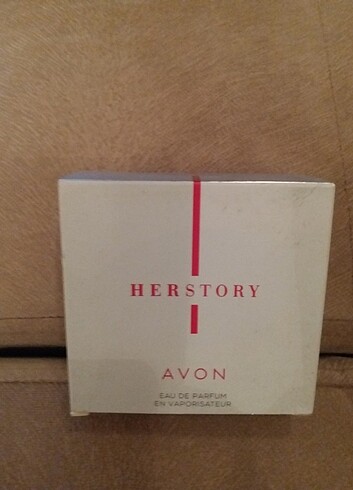 HERSTORY
AVON
EAU DE PARFUM
EN VAPORISATEUR